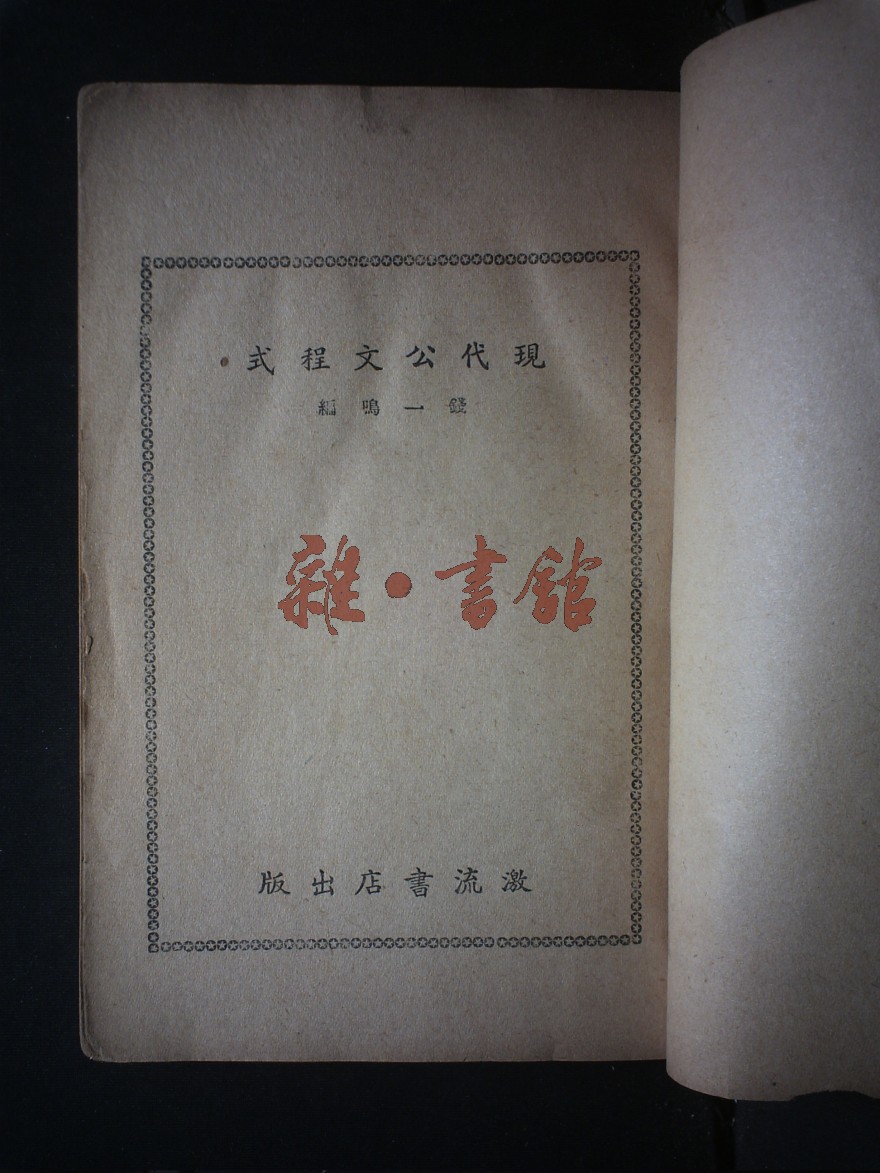 現代公文程式
錢一鳴編
雜·書館
激流書店出版